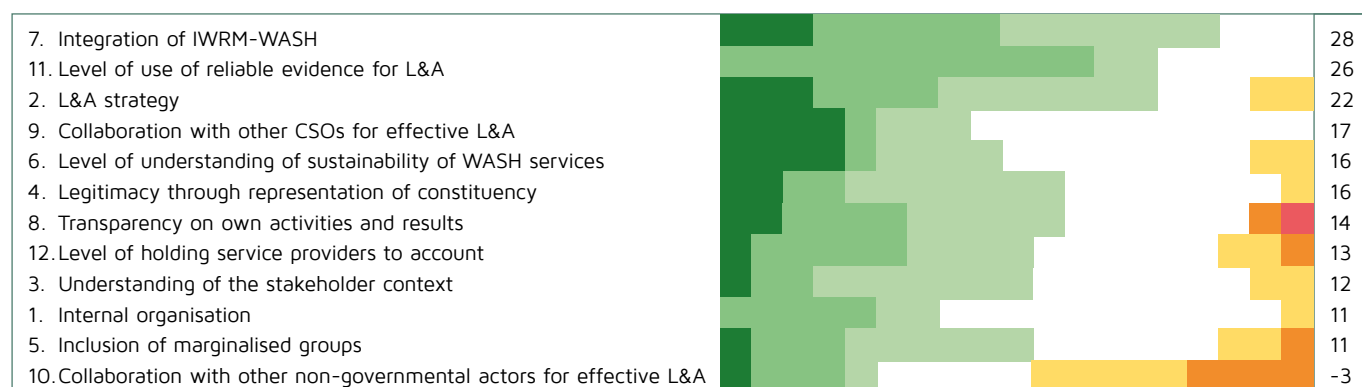 7. Integration of IWRM-WASH 28
11. Level of use of reliable evidence for L&A 26
2. L&A strategy 22
9. Collaboration with other CSOs for effective L&A 17
6. Level of understanding of sustainability of WASH services 16
4. Legitimacy through representation of constituency 16
8. Transparency on own activities and results 14
12. Level of holding service providers to account 13
3. Understanding of the stakeholder context 12
1. Internal organisation 11
5. Inclusion of marginalised groups 11
10. Collaboration with other non-governmental actors for effective L&A -3